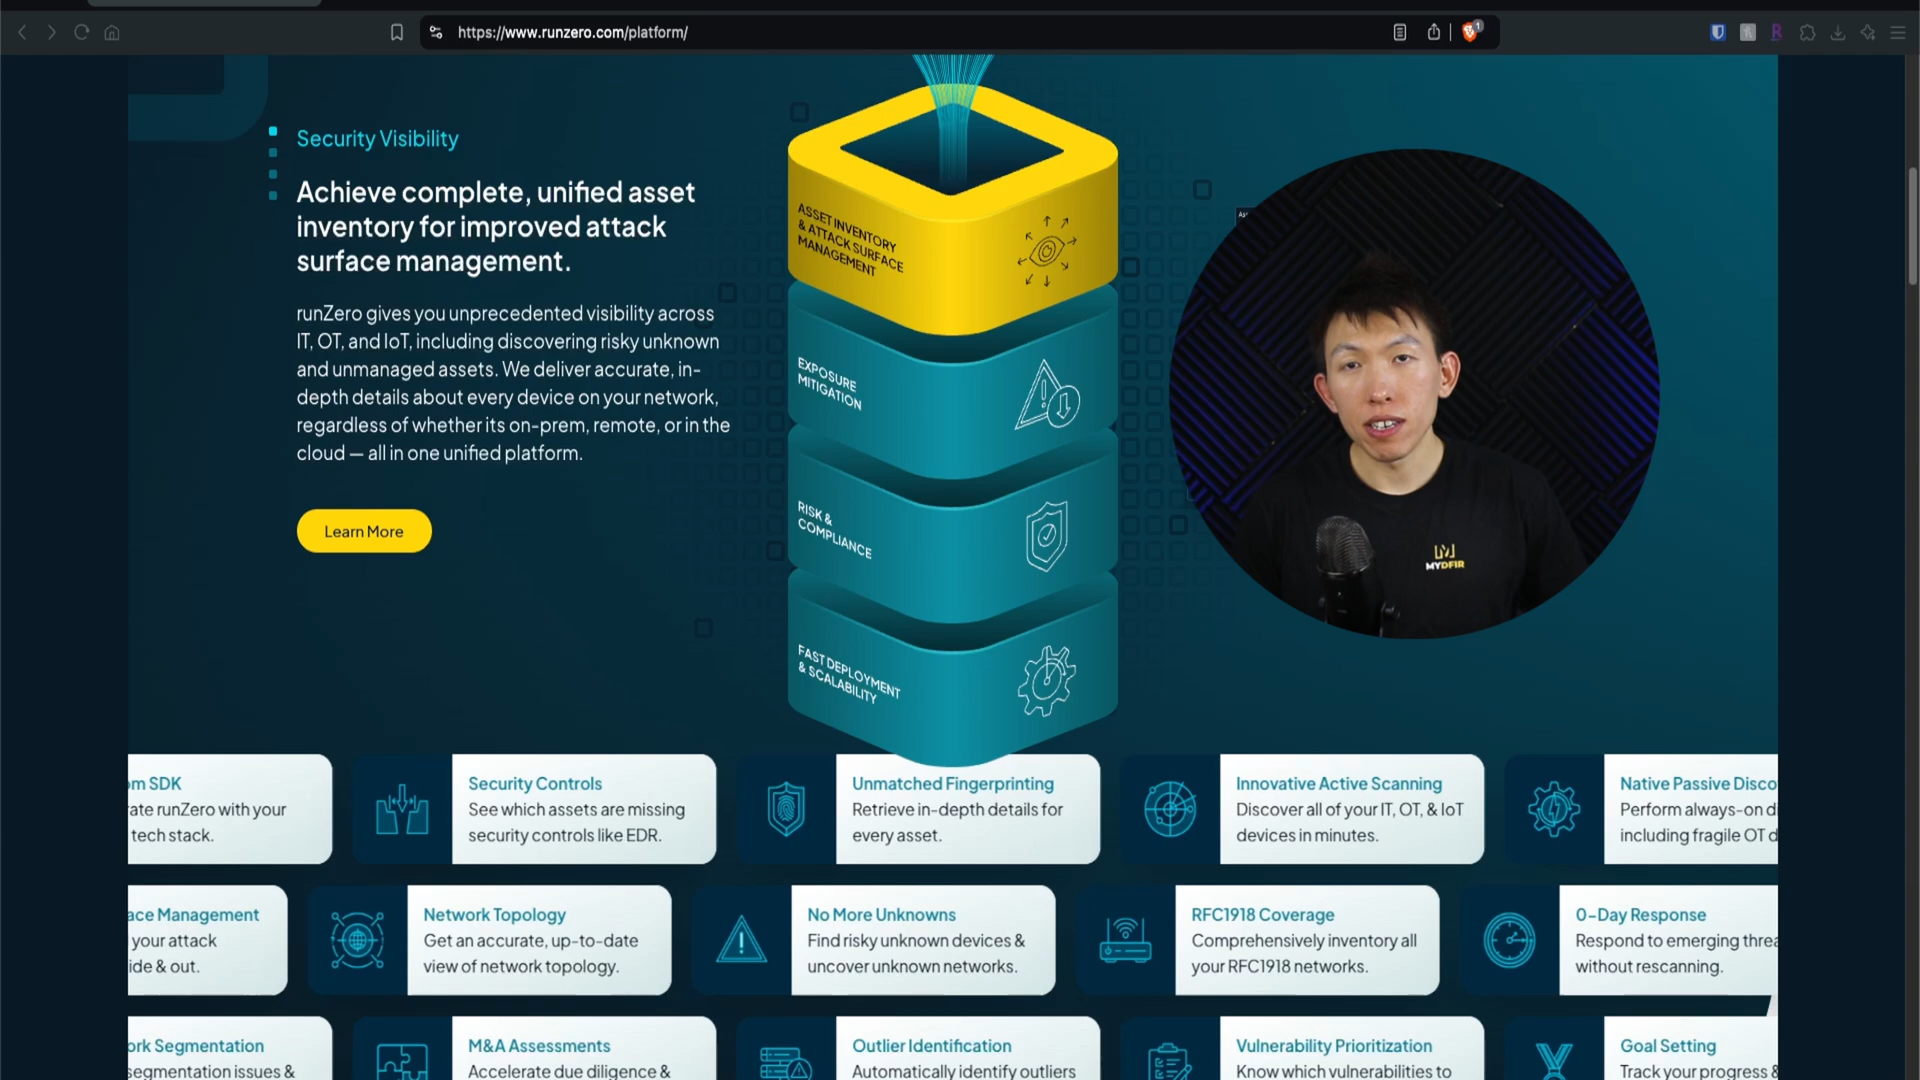 https://www.runzero.com/platform/
1
Security Visibility
Achieve complete, unified asset
inventory for improved attack
surface management.
runZero gives you unprecedented visibility across
IT, OT, and IoT, including discovering risky unknown
and unmanaged assets. We deliver accurate, in-
depth details about every device on your network,
regardless of whether its on-prem, remote, or in the
cloud — all in one unified platform.
Learn More
ASSET INVENTORY
& ATTACK SURFACE
MANAGEMENT
EXPOSURE
MITIGATION
RISK &
COMPLIANCE
FAST DEPLOYMENT
& SCALABILITY
MYDFIR
om SDK
rate runZero with your
tech stack.
Security Controls
See which assets are missing
security controls like EDR.
Unmatched Fingerprinting
Retrieve in-depth details for
every asset.
Innovative Active Scanning
Discover all of your IT, OT, & IoT
devices in minutes.
Native Passive Disco
Perform always-on d
including fragile OT d
ace Management
your attack
ide & out.
Network Topology
Get an accurate, up-to-date
view of network topology.
No More Unknowns
Find risky unknown devices &
uncover unknown networks.
RFC1918 Coverage
Comprehensively inventory all
your RFC1918 networks.
0-Day Response
Respond to emerging threa
without rescanning.
ork Segmentation
segmentation issues &
M&A Assessments
Accelerate due diligence &
Outlier Identification
Automatically identify outliers
Vulnerability Prioritization
Know which vulnerabilities to
Goal Setting
Track your progress &